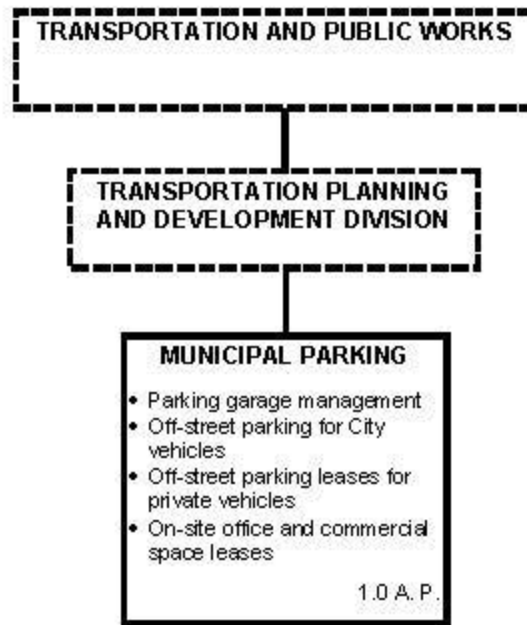 TRANSPORTATION AND PUBLIC WORKS
TRANSPORTATION PLANNING
AND DEVELOPMENT DIVISION
MUNICIPAL PARKING
• Parking garage management
• Off-street parking for City
vehicles
• Off-street parking leases for
private vehicles
• On-site office and commercial
space leases
1.0 A. P.